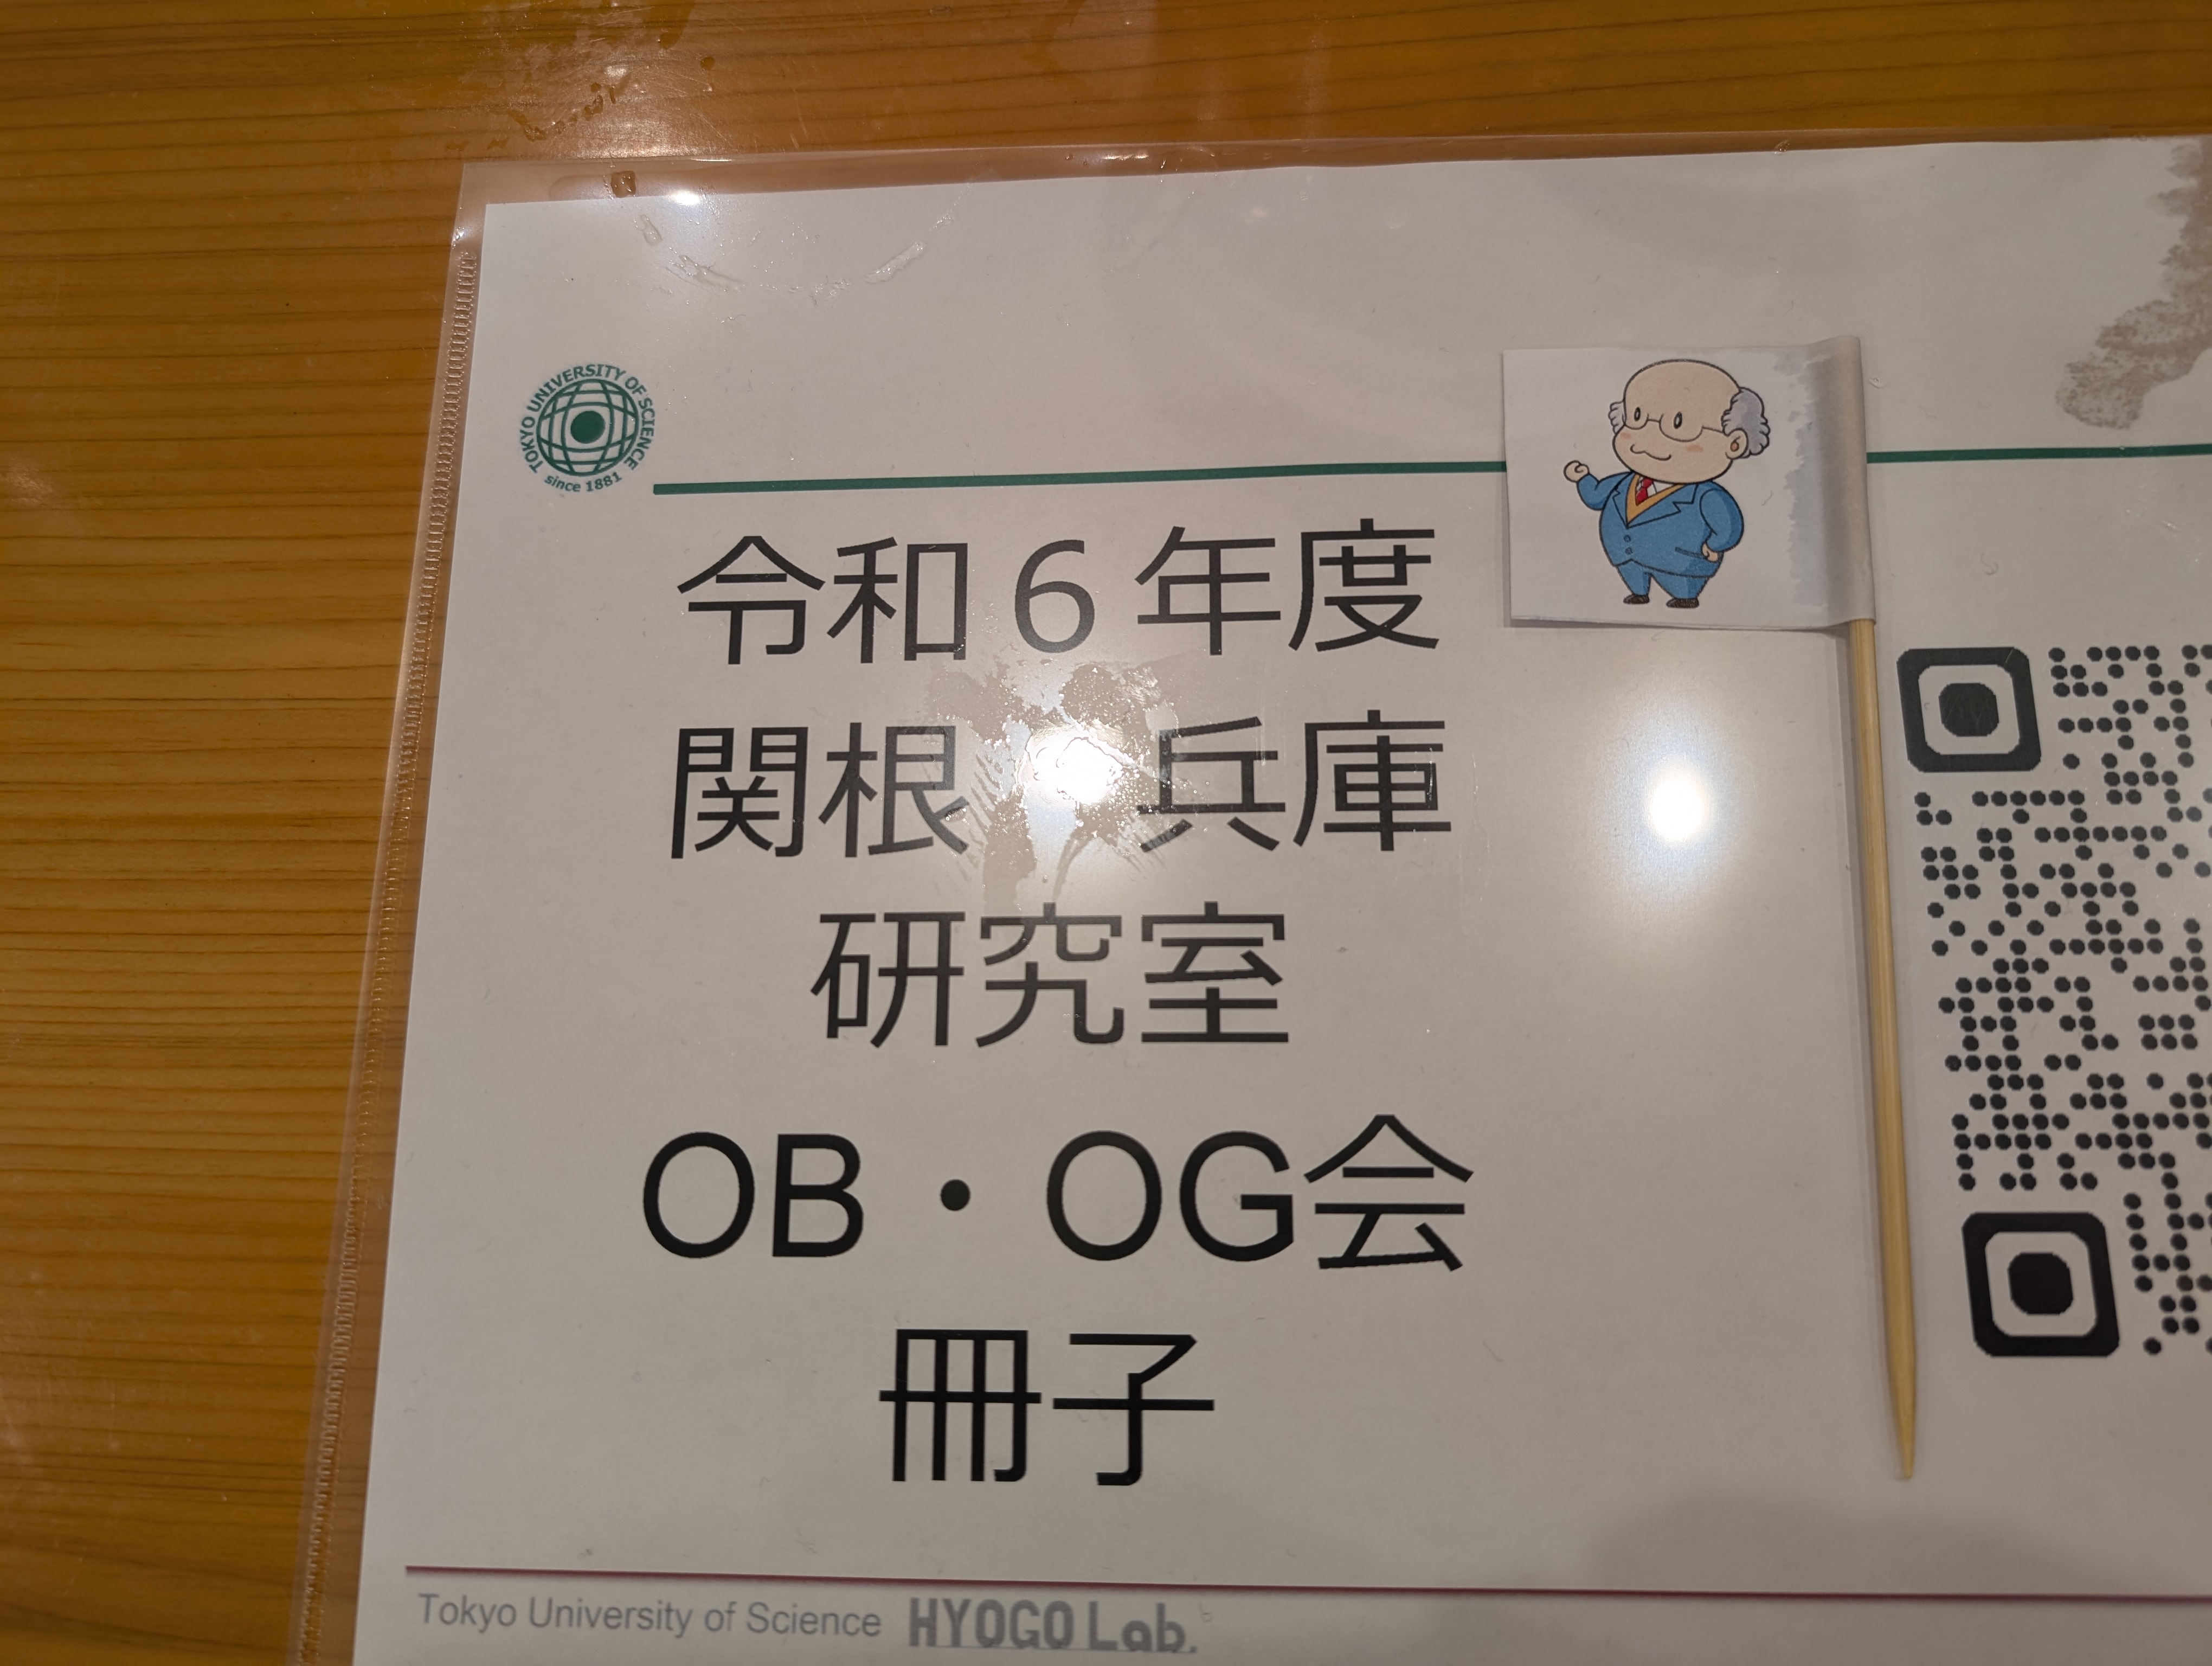 TOKYO UNIVERSITY OF SCIENCE
since 1881
令和6年度
関根・兵庫
研究室
OB・OG会
冊子
Tokyo University of Science HYOGO Lab.